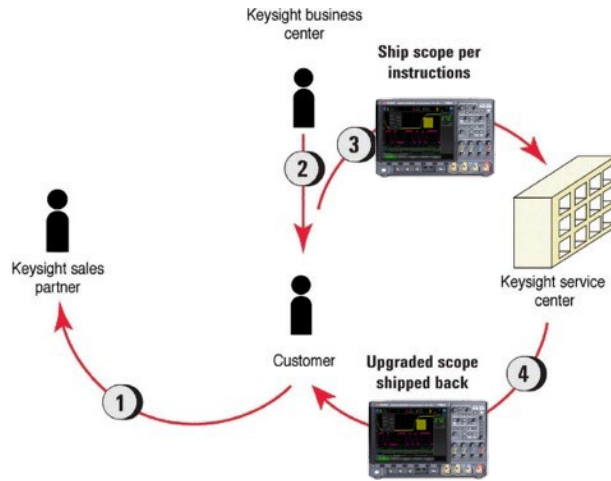 Keysight business
center
Ship scope per
instructions
3
2
Keysight sales
partner
Keysight service
center
Customer
Upgraded scope
shipped back
4
1